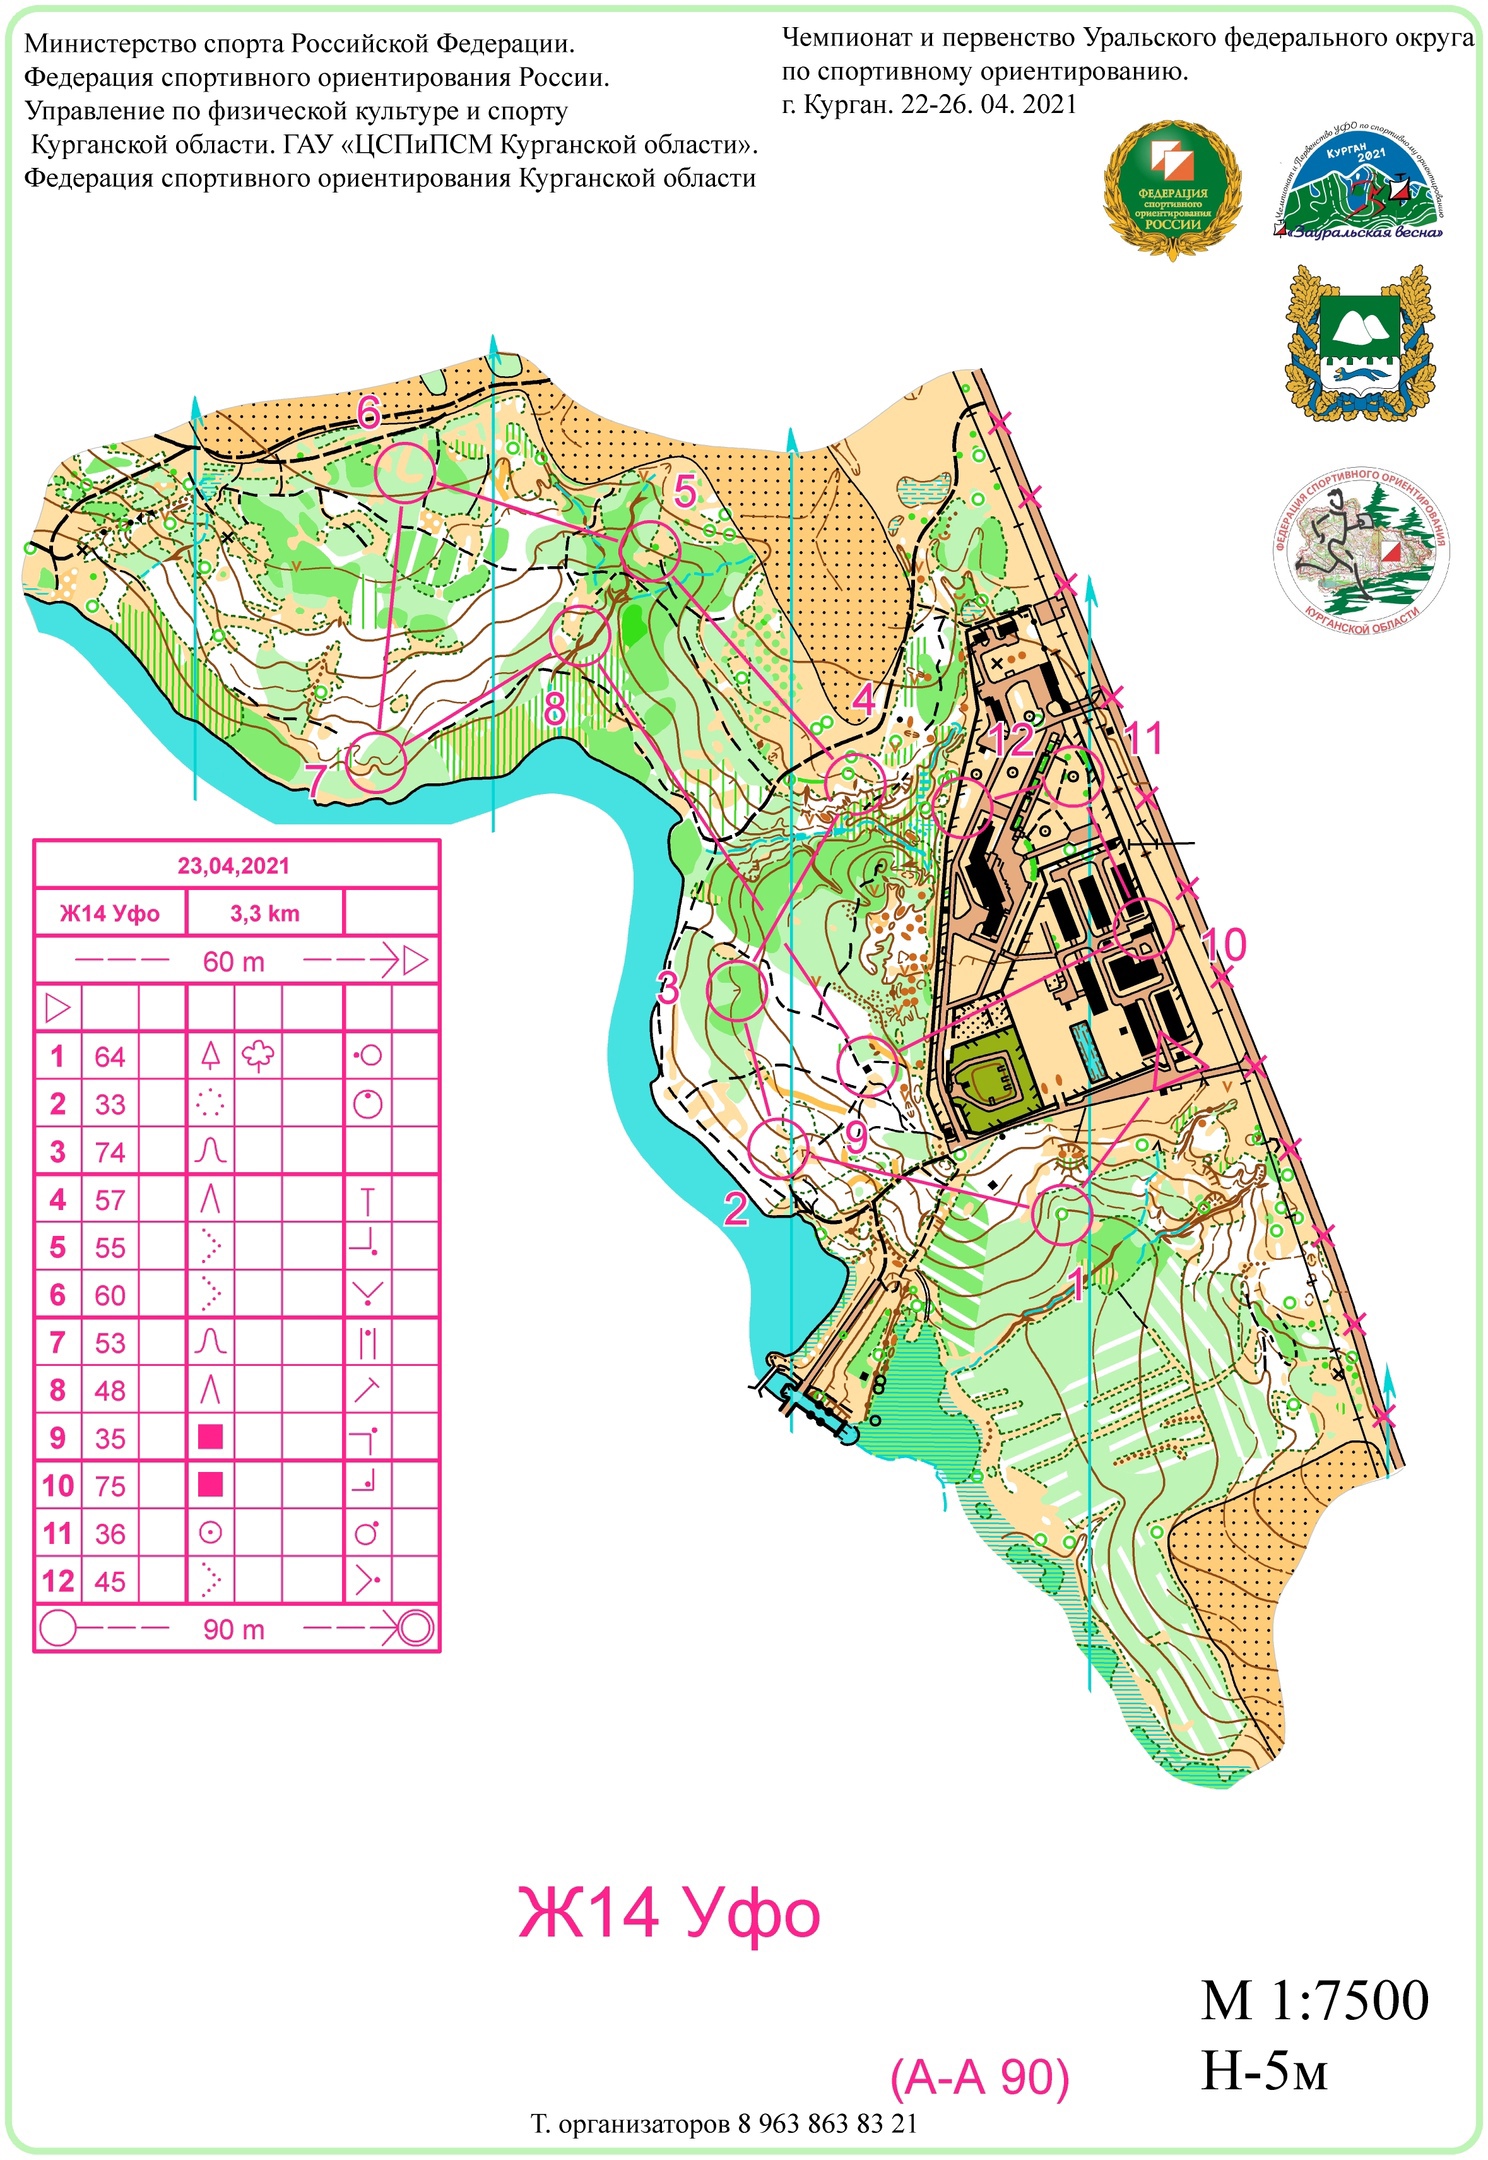 Министерство спорта Российской Федерации.
Федерация спортивного ориентирования России.
Управление по физической культуре и спорту
Курганской области. ГАУ «ЦСПиПСМ Курганской области».
Федерация спортивного ориентирования Курганской области
Чемпионат и первенство Уральского федерального округа
по спортивному ориентированию.
г. Курган. 22-26. 04. 2021
ФЕДЕРАЦИЯ
спортивного
ориентирования
РОССИИ
Чемпионат и Первенство УФО по спортивному ориентированию
КУРГАН
2021
«Зауральская весна»
ФЕДЕРАЦИЯ СПОРТИВНОГО ОРИЕНТИРОВАНИЯ
КУРГАНСКОЙ ОБЛАСТИ
6
5
4
8
7
12
11
10
3
9
2
1
23,04,2021
Ж14 Уфо 3,3 km
60 m
1 64
2 33
3 74
4 57
5 55
6 60
7 53
8 48
9 35
10 75
11 36
12 45
90 m
Ж14 Уфо
М 1:7500
Н-5м
(А-А 90)
Т. организаторов 8 963 863 83 21